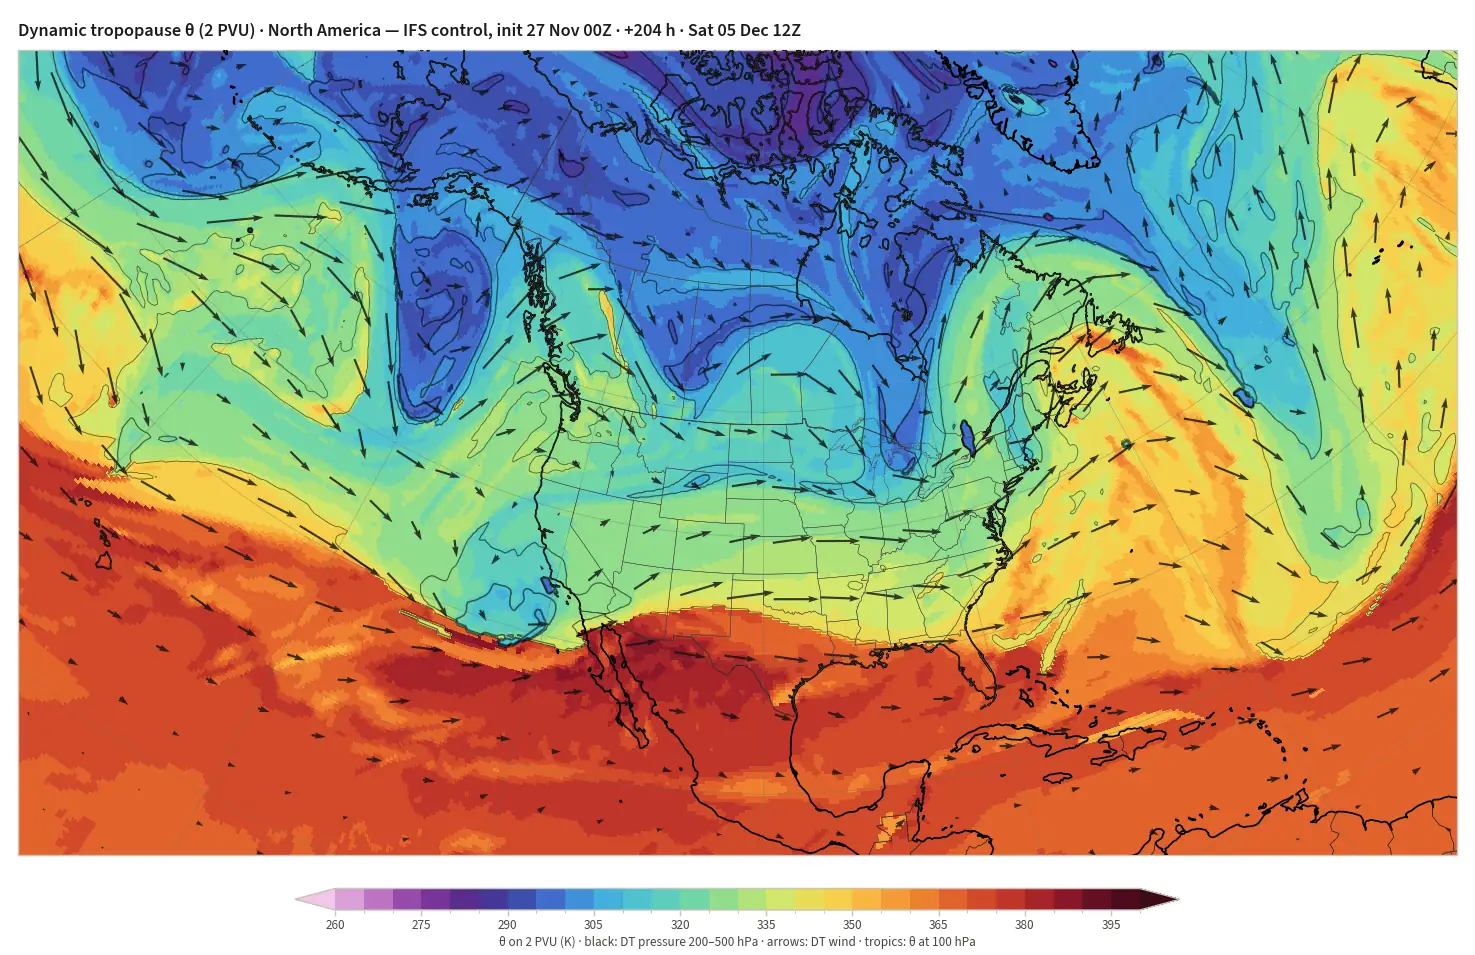 Dynamic tropopause θ (2 PVU) · North America — IFS control, init 27 Nov 00Z · +204 h · Sat 05 Dec 12Z
260 275 290 305 320 335 350 365 380 395
θ on 2 PVU (K) · black: DT pressure 200–500 hPa · arrows: DT wind · tropics: θ at 100 hPa